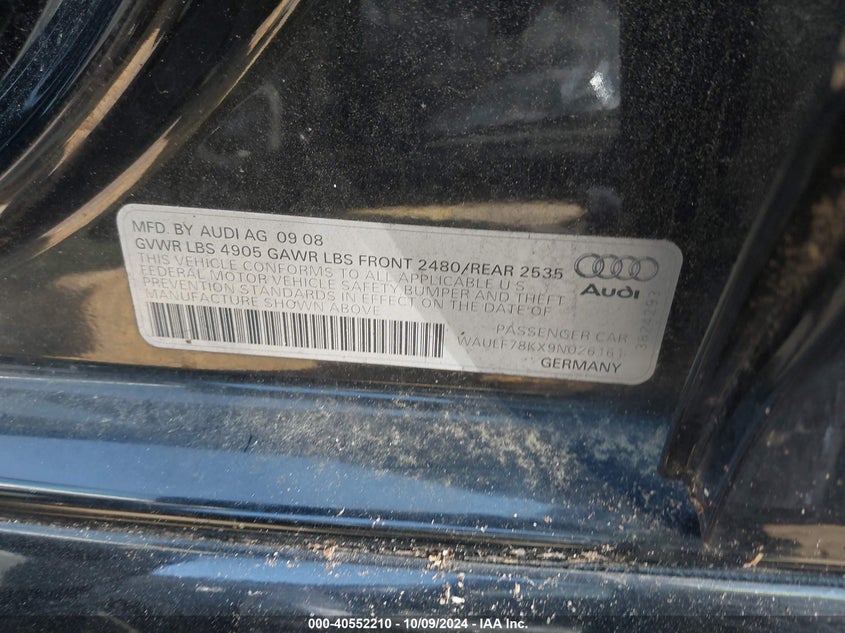 MFD. BY AUDI AG 09 08
GVWR LBS 4905 GAWR LBS FRONT 2480/REAR 2535
THIS VEHICLE CONFORMS TO ALL APPLICABLE U S
FEDERAL MOTOR VEHICLE SAFETY BUMPER AND THEFT
PREVENTION STANDARDS IN EFFECT ON THE DATE OF
MANUFACTURE SHOWN ABOVE
Audi
3824293
PASSENGER CAR
WAULF78KX9N026161
GERMANY
000-40552210 - 10/09/2024 - IAA Inc.